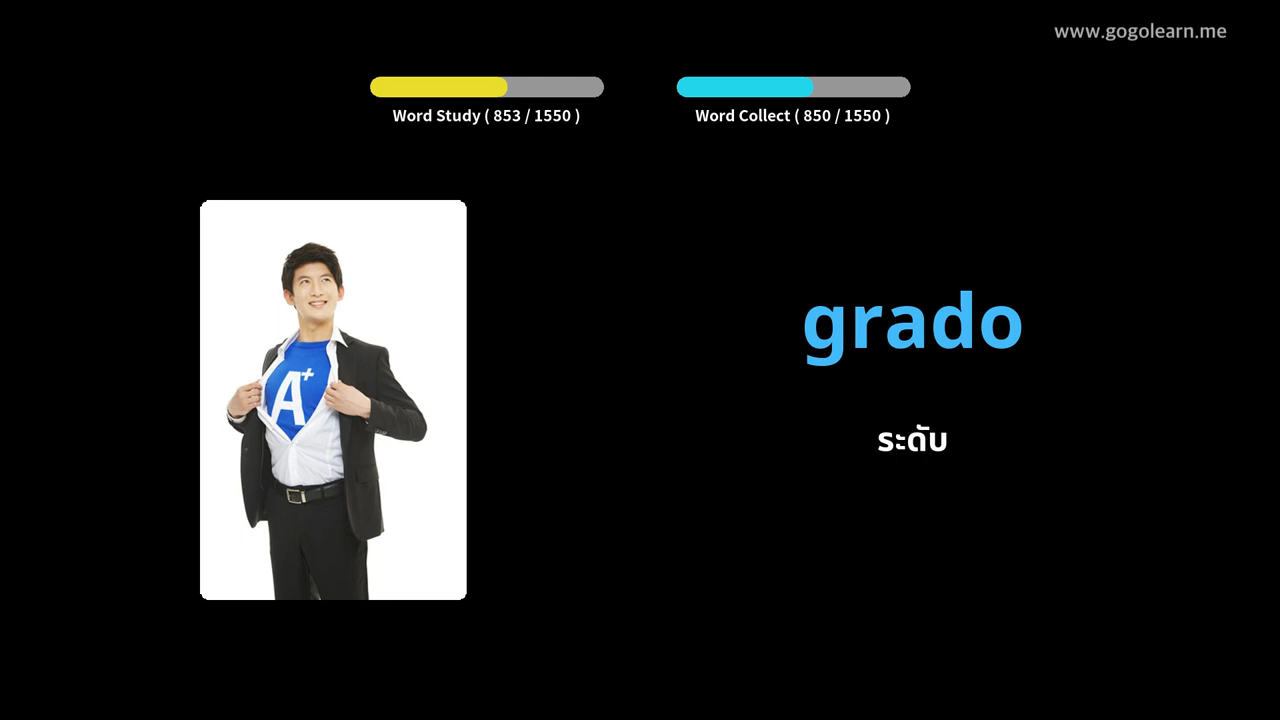 www.gogolearn.me
Word Study ( 853 / 1550 )
Word Collect ( 850 / 1550 )
A+
grado
ระดับ